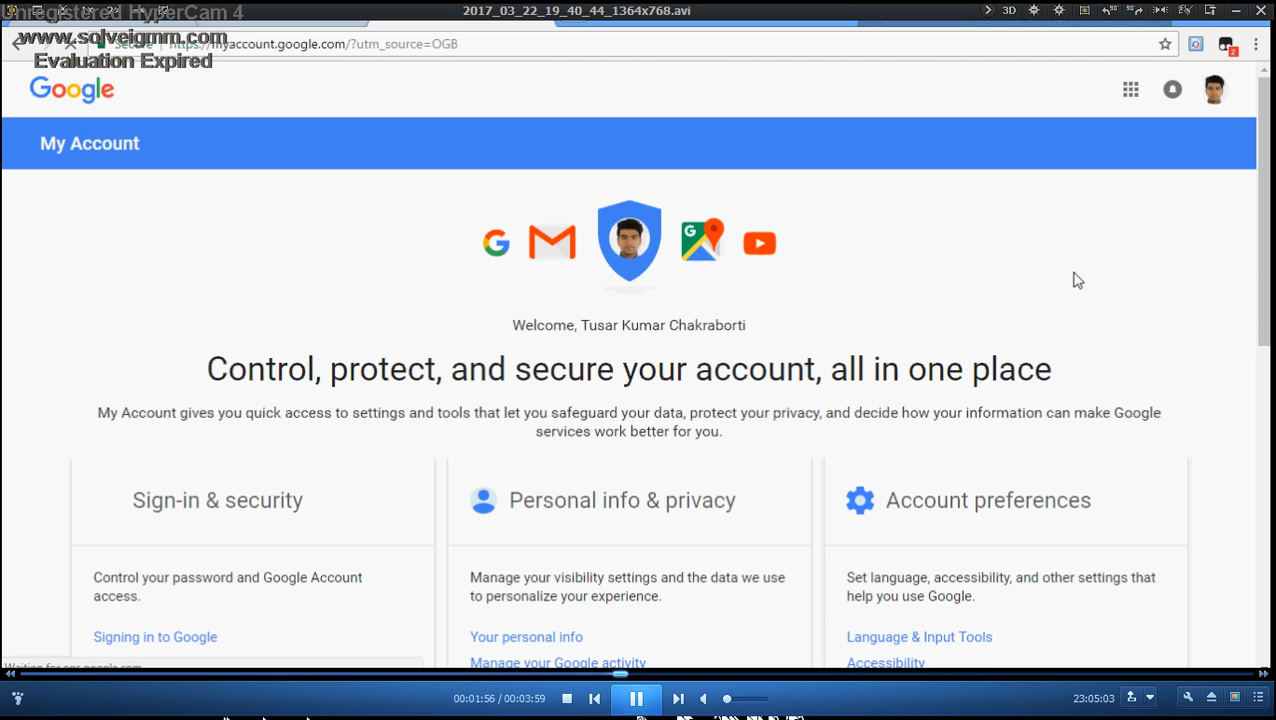 Unregistered HyperCam 4
2017_03_22_19_40_44_1364x768.avi
3D
www.solveigmm.com
Evaluation Expired
Secure
https://myaccount.google.com/?utm_source=OGB
2
Google
My Account
G
G
Welcome, Tusar Kumar Chakraborti
Control, protect, and secure your account, all in one place
My Account gives you quick access to settings and tools that let you safeguard your data, protect your privacy, and decide how your information can make Google
services work better for you.
Sign-in & security
Personal info & privacy
Account preferences
Control your password and Google Account
access.
Manage your visibility settings and the data we use
to personalize your experience.
Set language, accessibility, and other settings that
help you use Google.
Signing in to Google
Your personal info
Language & Input Tools
Manage your Google activity
Accessibility
00:01:56 / 00:03:59
23:05:03